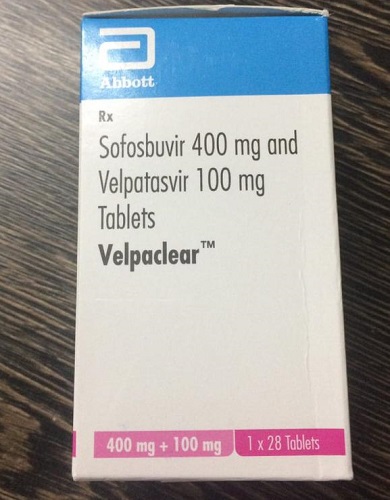 Abbott
Rx
Sofosbuvir 400 mg and
Velpatasvir 100 mg
Tablets
Velpaclear™
400 mg + 100 mg
1 x 28 Tablets